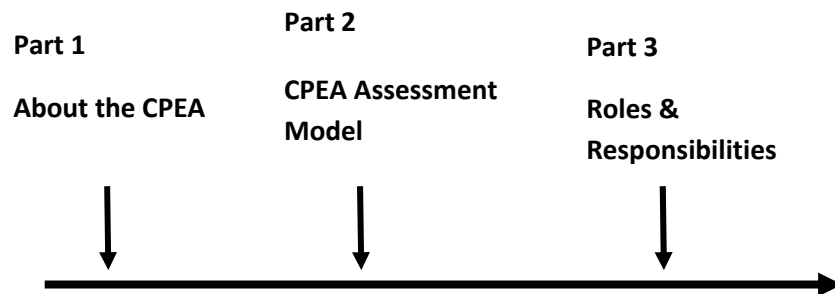 Part 1
About the CPEA
Part 2
CPEA Assessment
Model
Part 3
Roles &
Responsibilities